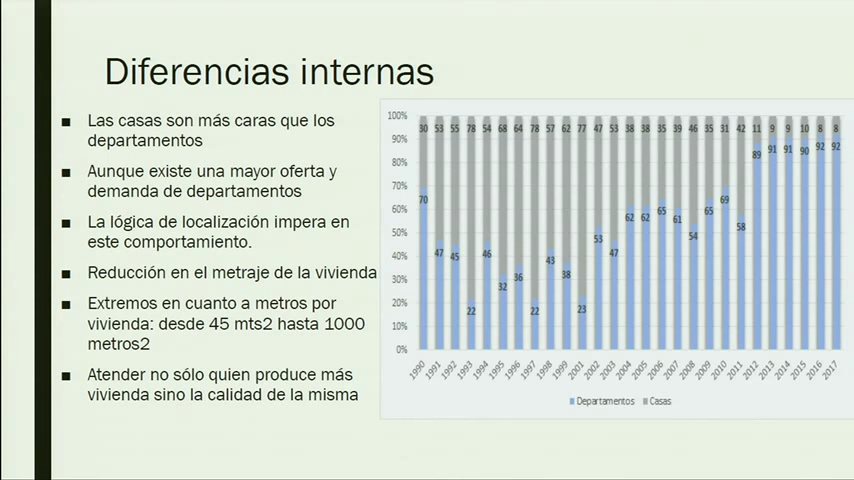 Diferencias internas
■ Las casas son más caras que los
departamentos
■ Aunque existe una mayor oferta y
demanda de departamentos
■ La lógica de localización impera en
este comportamiento.
■ Reducción en el metraje de la vivienda
■ Extremos en cuanto a metros por
vivienda: desde 45 mts2 hasta 1000
metros2
■ Atender no sólo quien produce más
vivienda sino la calidad de la misma
100%
90%
80%
70%
60%
50%
40%
30%
20%
10%
0%
30 53 55 78 54 68 64 78 57 62 77 47 53 38 38 35 39 46 35 31 42 11 9 9 10 8 8
70 47 45 22 46 32 36 22 43 38 23 53 47 62 62 65 61 54 65 69 58 89 91 91 90 92 92
1990 1991 1992 1993 1994 1995 1996 1997 1998 1999 2001 2002 2003 2004 2005 2006 2007 2008 2009 2010 2011 2012 2013 2014 2015 2016 2017
Departamentos Casas